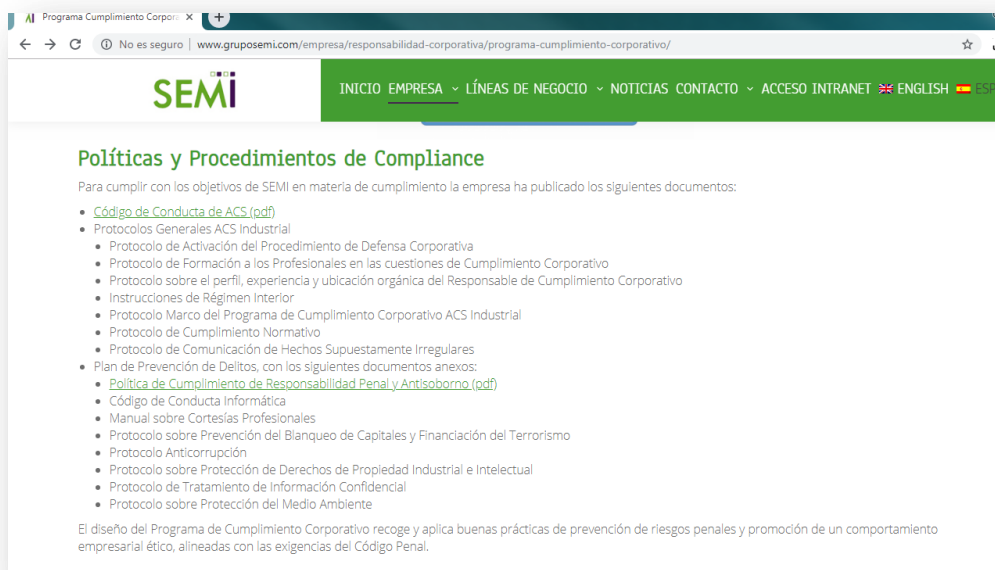 Programa Cumplimiento Corpor
No es seguro | www.gruposemi.com/empresa/responsabilidad-corporativa/programa-cumplimiento-corporativo/
SEMI
INICIO EMPRESA LÍNEAS DE NEGOCIO NOTICIAS CONTACTO ACCESO INTRANET ENGLISH ESP
Políticas y Procedimientos de Compliance
Para cumplir con los objetivos de SEMI en materia de cumplimiento la empresa ha publicado los siguientes documentos:
Código de Conducta de ACS (pdf)
Protocolos Generales ACS Industrial
Protocolo de Activación del Procedimiento de Defensa Corporativa
Protocolo de Formación a los Profesionales en las cuestiones de Cumplimiento Corporativo
Protocolo sobre el perfil, experiencia y ubicación orgánica del Responsable de Cumplimiento Corporativo
Instrucciones de Régimen Interior
Protocolo Marco del Programa de Cumplimiento Corporativo ACS Industrial
Protocolo de Cumplimiento Normativo
Protocolo de Comunicación de Hechos Supuestamente Irregulares
Plan de Prevención de Delitos, con los siguientes documentos anexos:
Política de Cumplimiento de Responsabilidad Penal y Antisoborno (pdf)
Código de Conducta Informática
Manual sobre Cortesías Profesionales
Protocolo sobre Prevención del Blanqueo de Capitales y Financiación del Terrorismo
Protocolo Anticorrupción
Protocolo sobre Protección de Derechos de Propiedad Industrial e Intelectual
Protocolo de Tratamiento de Información Confidencial
Protocolo sobre Protección del Medio Ambiente
El diseño del Programa de Cumplimiento Corporativo recoge y aplica buenas prácticas de prevención de riesgos penales y promoción de un comportamiento
empresarial ético, alineadas con las exigencias del Código Penal.